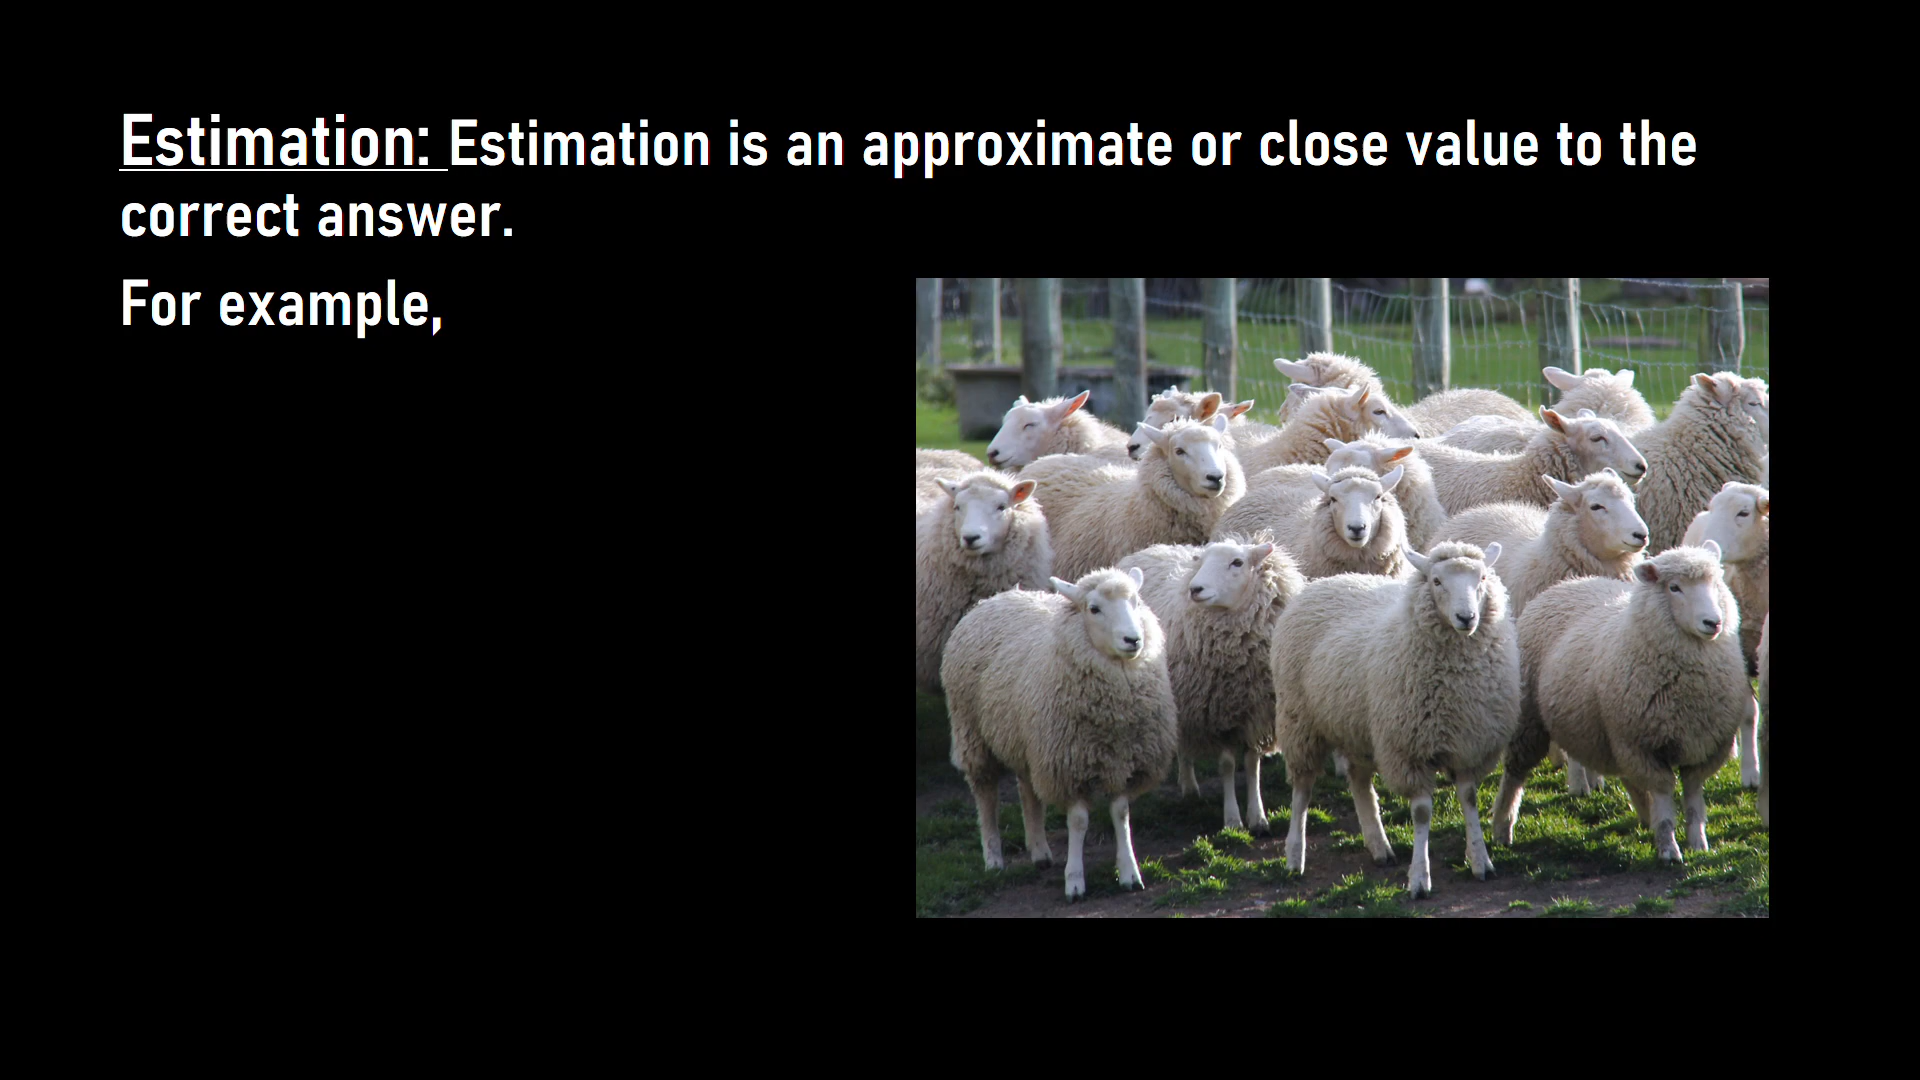 Estimation: Estimation is an approximate or close value to the
correct answer.
For example,